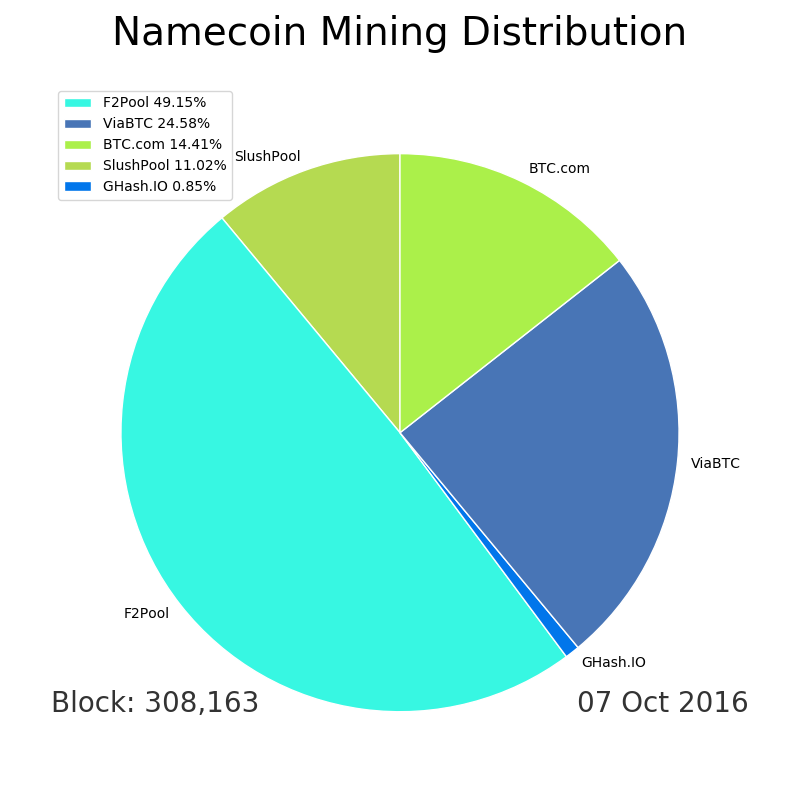 Namecoin Mining Distribution
F2Pool 49.15%
ViaBTC 24.58%
BTC.com 14.41%
SlushPool 11.02%
GHash.IO 0.85%
SlushPool
BTC.com
ViaBTC
F2Pool
GHash.IO
Block: 308,163
07 Oct 2016